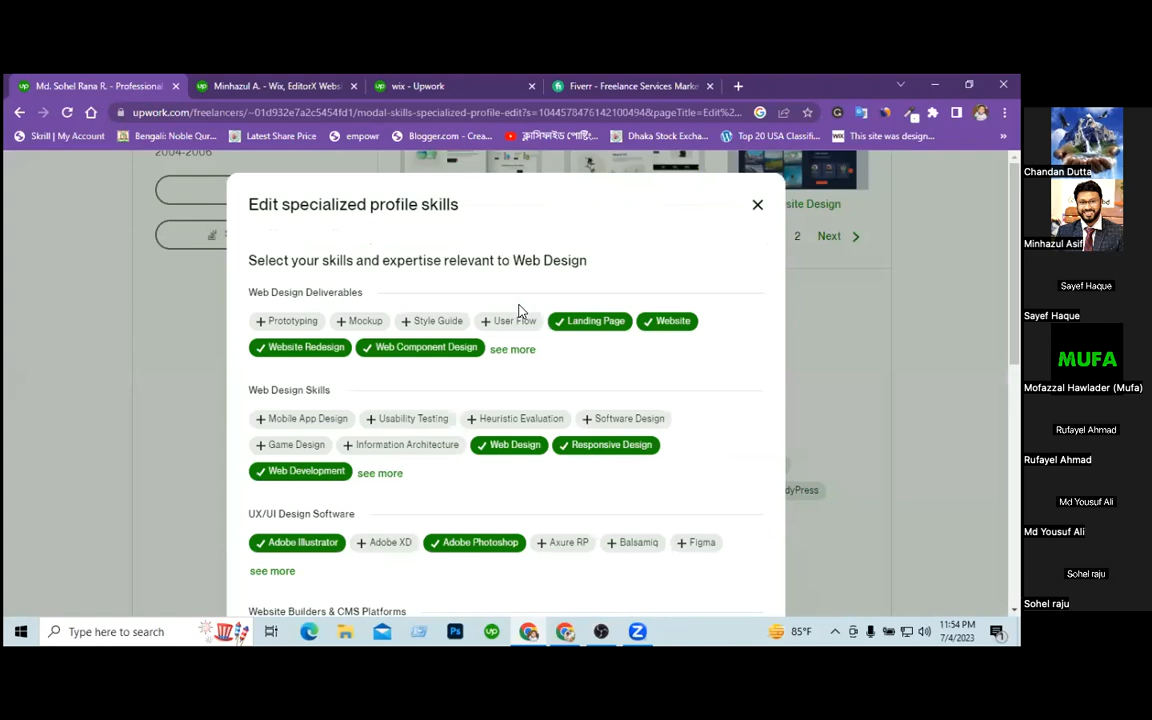 Md. Sohel Rana R. - Professional
Minhazul A. - Wix, EditorX Webs
wix - Upwork
Fiverr - Freelance Services Marke
upwork.com/freelancers/~01d932e7a2c5454fd1/modal-skills-specialized-profile-edit?s=1044578476142100494&pageTitle=Edit%2...
Skrill | My Account
Bengali: Noble Qur...
Latest Share Price
empowr
Blogger.com - Crea...
ক্লাসিফাইড পোস্টিং...
Dhaka Stock Excha...
Top 20 USA Classifi...
This site was design...
»
2004-2006
site Design
2 Next
dyPress
Edit specialized profile skills
Select your skills and expertise relevant to Web Design
Web Design Deliverables
Prototyping Mockup Style Guide User Flow Landing Page Website
Website Redesign Web Component Design see more
Web Design Skills
Mobile App Design Usability Testing Heuristic Evaluation Software Design
Game Design Information Architecture Web Design Responsive Design
Web Development see more
UX/UI Design Software
Adobe Illustrator Adobe XD Adobe Photoshop Axure RP Balsamiq Figma
see more
Website Builders & CMS Platforms
Type here to search
85°F
11:54 PM
7/4/2023
Chandan Dutta
Minhazul Asif
Sayef Haque
Sayef Haque
MUFA
Mofazzal Hawlader (Mufa)
Rufayel Ahmad
Rufayel Ahmad
Md Yousuf Ali
Md Yousuf Ali
Sohel raju
Sohel raju